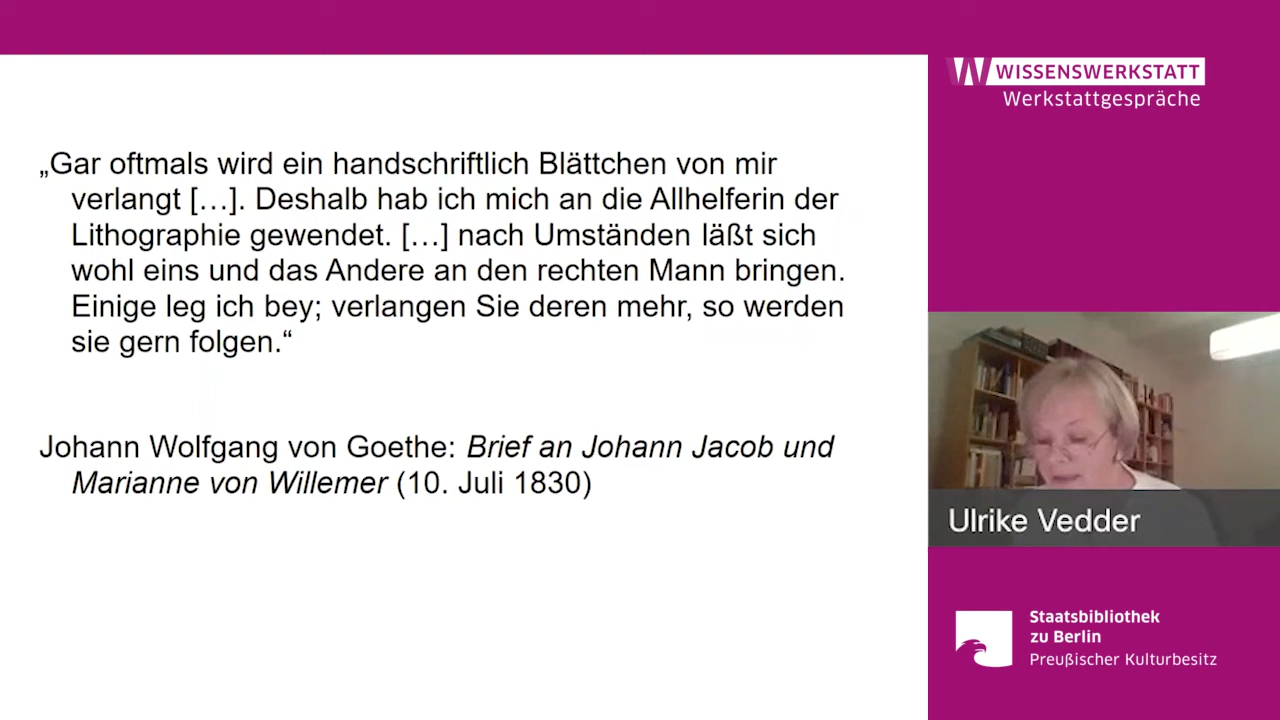 „Gar oftmals wird ein handschriftlich Blättchen von mir
verlangt […]. Deshalb hab ich mich an die Allhelferin der
Lithographie gewendet. […] nach Umständen läßt sich
wohl eins und das Andere an den rechten Mann bringen.
Einige leg ich bey; verlangen Sie deren mehr, so werden
sie gern folgen.“
Johann Wolfgang von Goethe: Brief an Johann Jacob und
Marianne von Willemer (10. Juli 1830)
W WISSENSWERKSTATT
Werkstattgespräche
Ulrike Vedder
Staatsbibliothek
zu Berlin
Preußischer Kulturbesitz